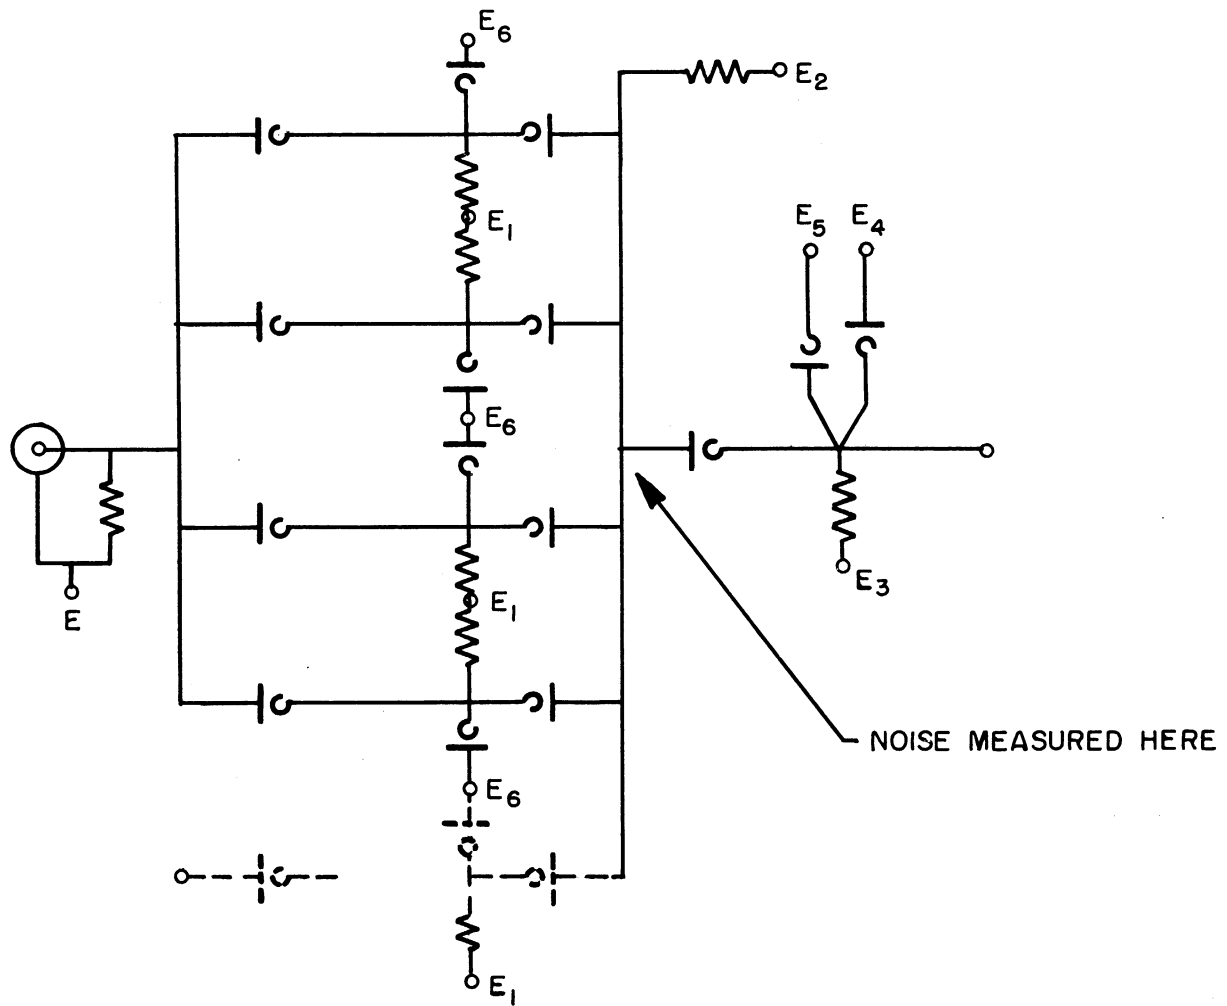 E₆
E₂
E₁
E₅ E₄
E₆
E₃
E₁
E
NOISE MEASURED HERE
E₆
E₁